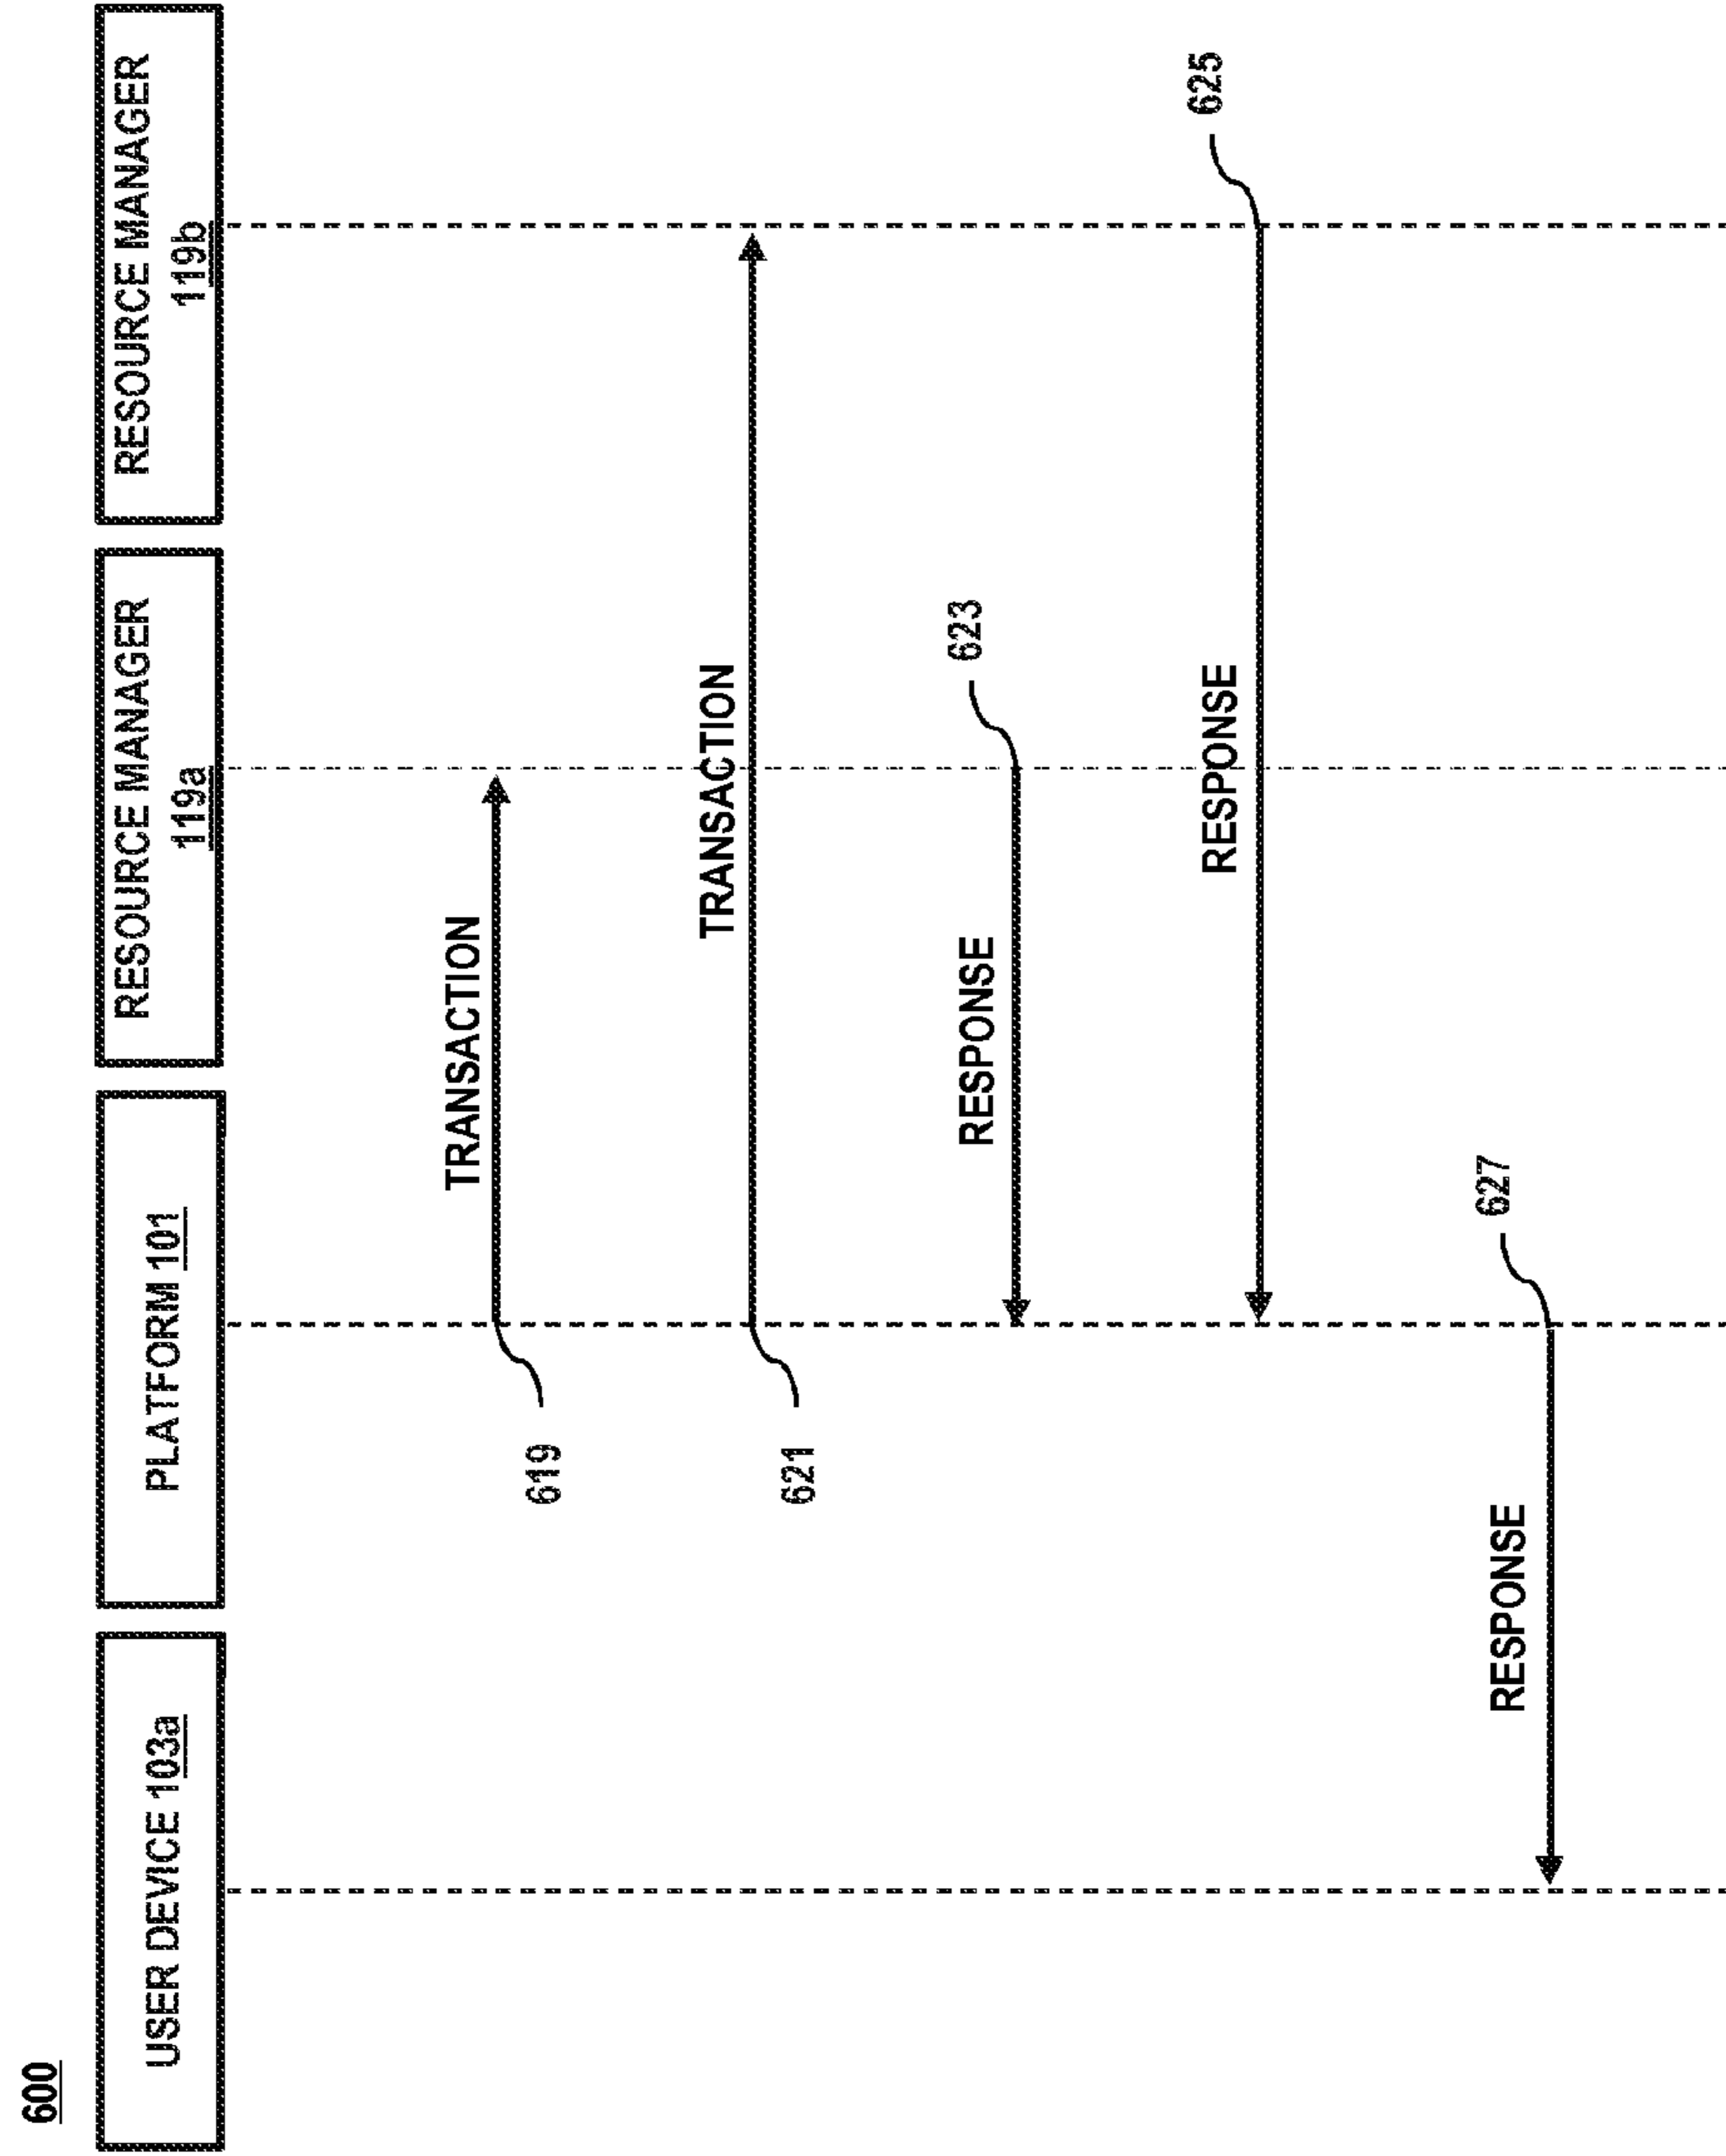 600
USER DEVICE 103a
PLATFORM 101
RESOURCE MANAGER
119a
RESOURCE MANAGER
119b
TRANSACTION
619
TRANSACTION
621
RESPONSE
623
RESPONSE
625
RESPONSE
627